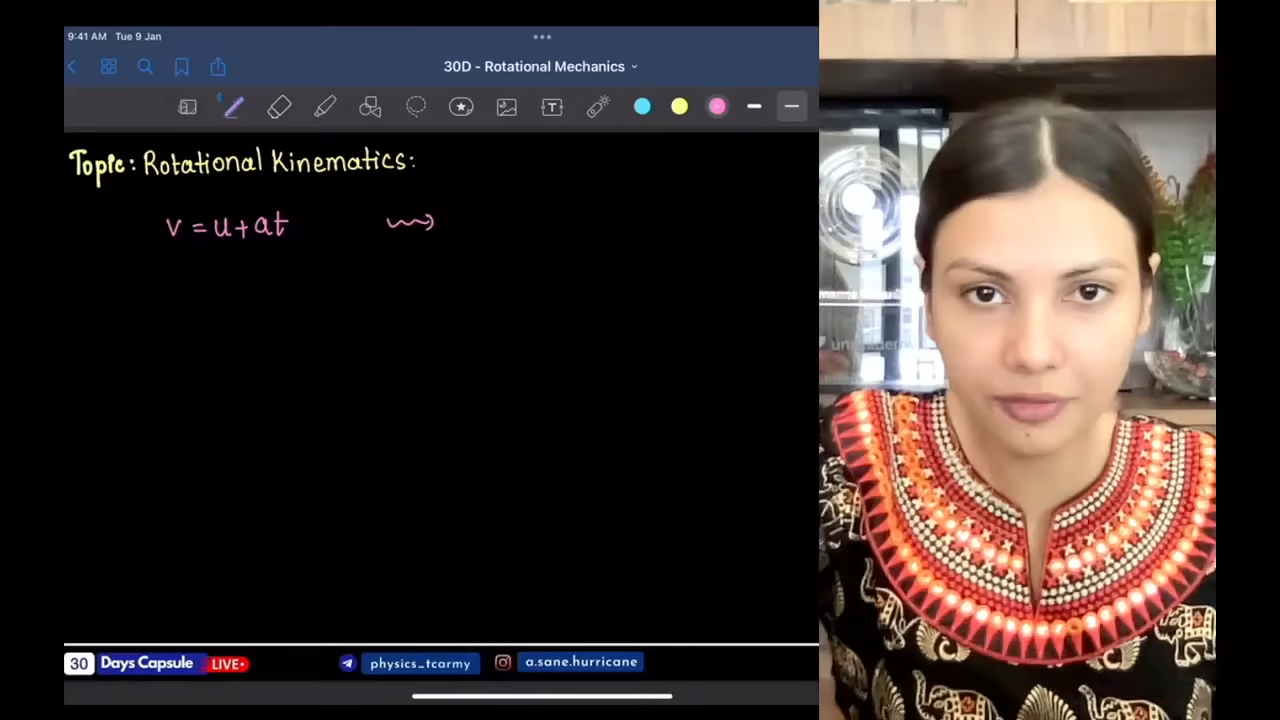 9:41 AM Tue 9 Jan
30D - Rotational Mechanics
T
Topic: Rotational Kinematics:
v = u + at
30 Days Capsule LIVE
physics_tcarmy
a.sane.hurricane